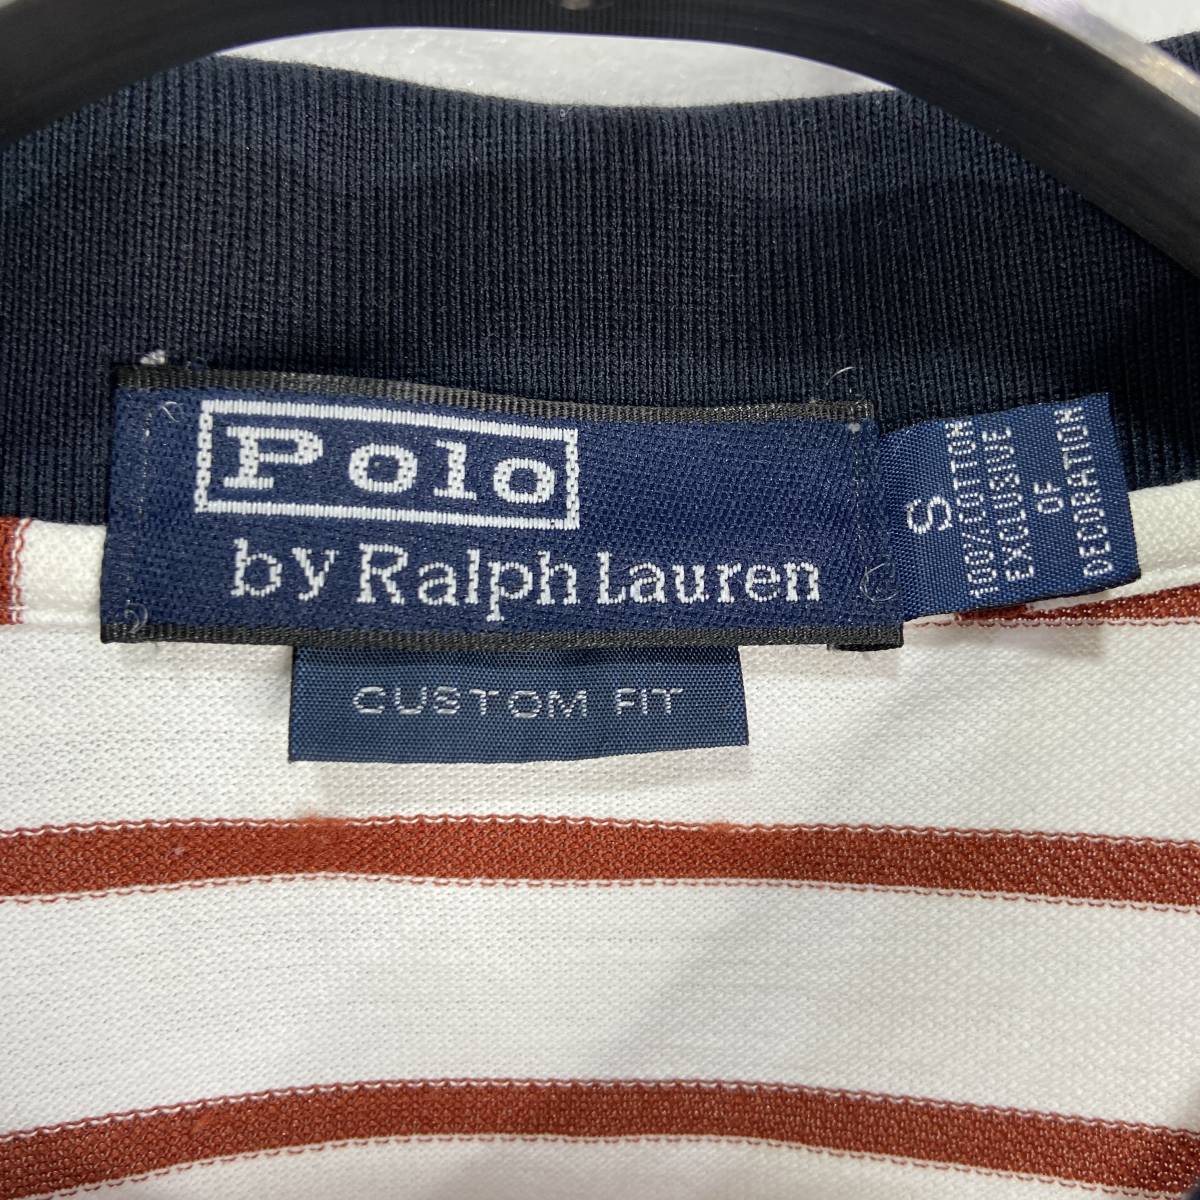 Polo
by Ralph Lauren
CUSTOM FIT
S
100%COTTON
EXCLUSIVE
OF
DECORATION